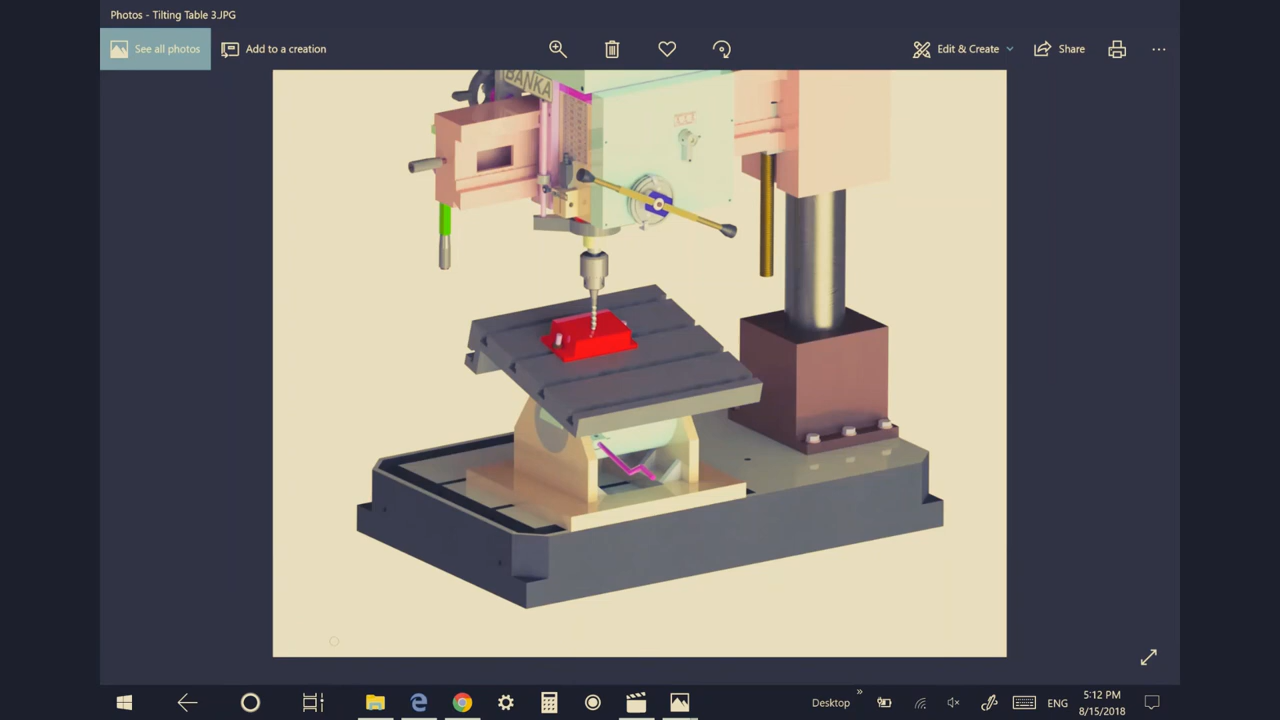 Photos - Tilting Table 3.JPG
See all photos
Add to a creation
Edit & Create
Share
BANKA
Desktop
ENG
5:12 PM
8/15/2018